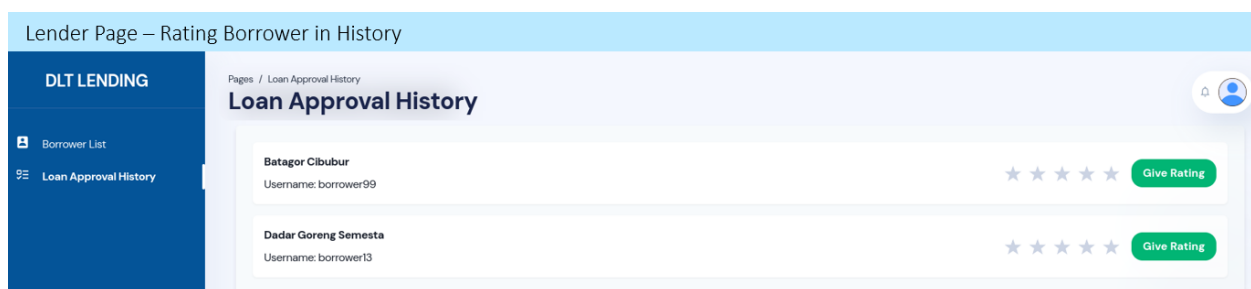 Lender Page – Rating Borrower in History
DLT LENDING
Borrower List
Loan Approval History
Pages / Loan Approval History
Loan Approval History
Batagor Cibubur
Username: borrower99
Give Rating
Dadar Goreng Semesta
Username: borrower13
Give Rating